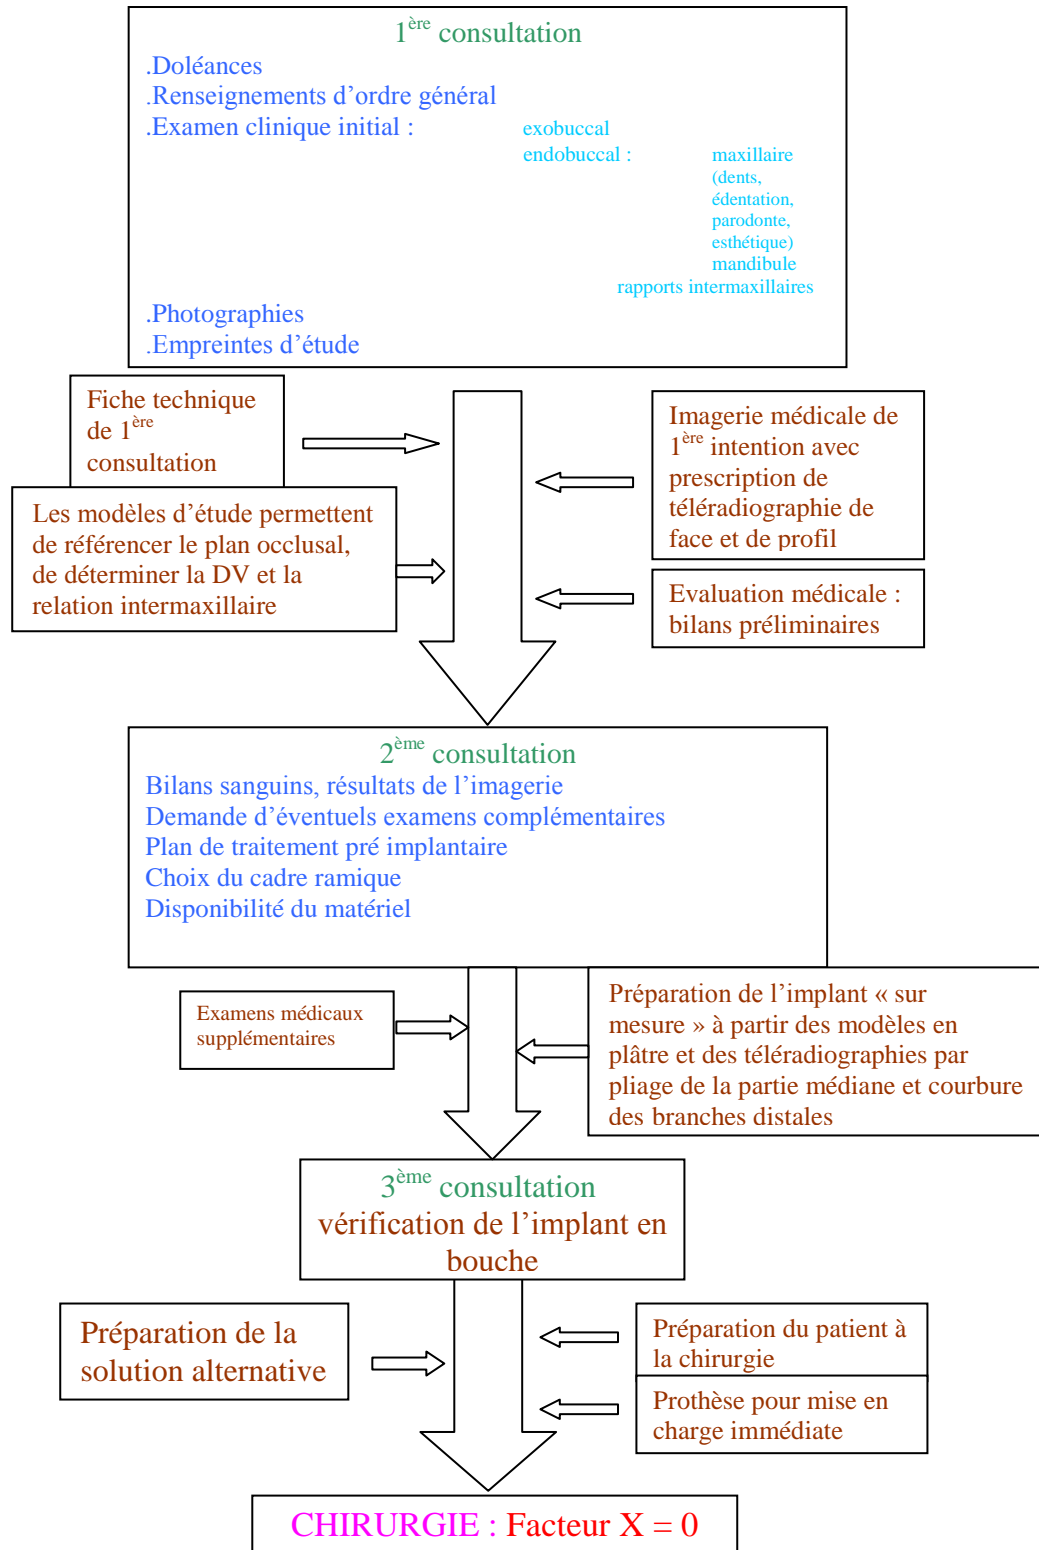 1ère consultation
.Doléances
.Renseignements d’ordre général
.Examen clinique initial : exobuccal
endobuccal : maxillaire
(dents,
édentation,
parodonte,
esthétique)
mandibule
rapports intermaxillaires
.Photographies
.Empreintes d’étude
Fiche technique
de 1ère
consultation
Imagerie médicale de
1ère intention avec
prescription de
téléradiographie de
face et de profil
Les modèles d’étude permettent
de référencer le plan occlusal,
de déterminer la DV et la
relation intermaxillaire
Evaluation médicale :
bilans préliminaires
2ème consultation
Bilans sanguins, résultats de l’imagerie
Demande d’éventuels examens complémentaires
Plan de traitement pré implantaire
Choix du cadre ramique
Disponibilité du matériel
Examens médicaux
supplémentaires
Préparation de l’implant « sur
mesure » à partir des modèles en
plâtre et des téléradiographies par
pliage de la partie médiane et courbure
des branches distales
3ème consultation
vérification de l’implant en
bouche
Préparation de la
solution alternative
Préparation du patient à
la chirurgie
Prothèse pour mise en
charge immédiate
CHIRURGIE : Facteur X = 0